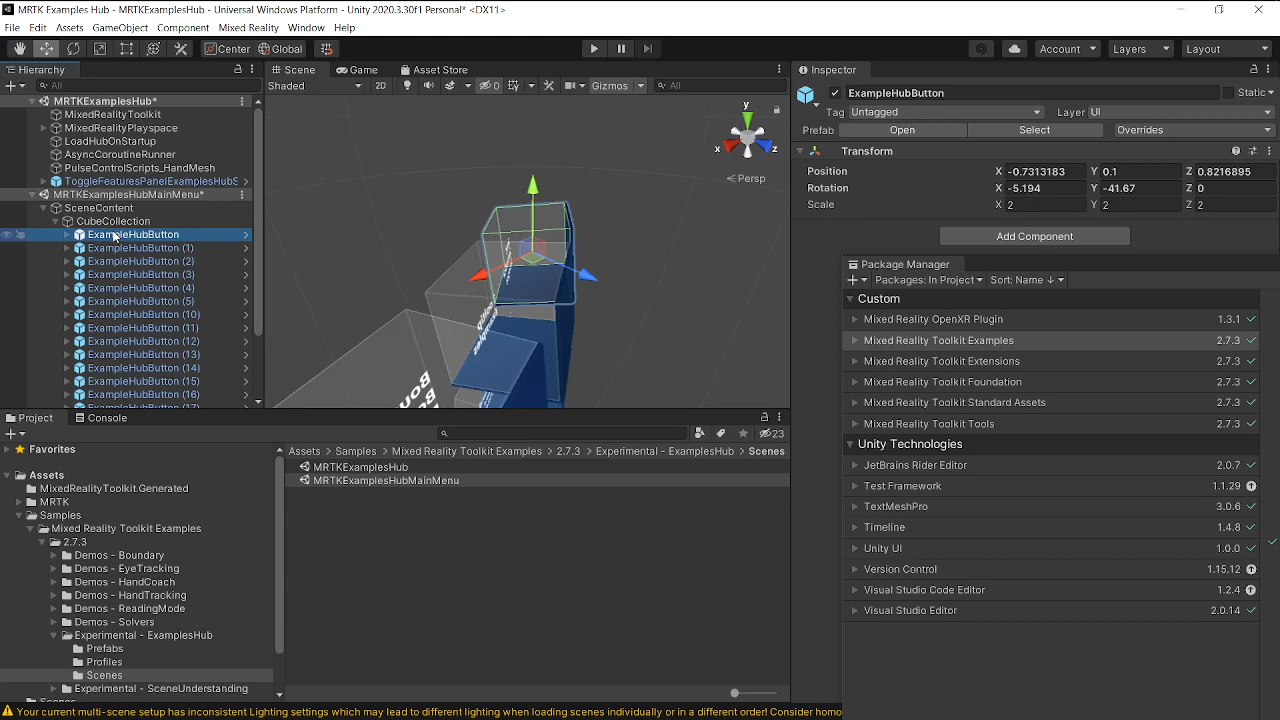 MRTK Examples Hub - MRTKExamplesHub - Universal Windows Platform - Unity 2020.3.30f1 Personal* <DX11>
File Edit Assets GameObject Component Mixed Reality Window Help
Center Global Account Layers Layout
Hierarchy
All
MRTKExamplesHub*
MixedRealityToolkit
MixedRealityPlayspace
LoadHubOnStartup
AsyncCoroutineRunner
PulseControlScripts_HandMesh
ToggleFeaturesPanelExamplesHubS
MRTKExamplesHubMainMenu*
SceneContent
CubeCollection
ExampleHubButton
ExampleHubButton (1)
ExampleHubButton (2)
ExampleHubButton (3)
ExampleHubButton (4)
ExampleHubButton (5)
ExampleHubButton (10)
ExampleHubButton (11)
ExampleHubButton (12)
ExampleHubButton (13)
ExampleHubButton (14)
ExampleHubButton (15)
ExampleHubButton (16)
ExampleHubButton (17)
Scene Game Asset Store
Shaded 2D 0 Gizmos All
y
x z
Persp
Inspector
ExampleHubButton Static
Tag Untagged Layer UI
Prefab Open Select Overrides
Transform
Position X -0.7313183 Y 0.1 Z 0.8216895
Rotation X -5.194 Y -41.67 Z 0
Scale X 2 Y 2 Z 2
Add Component
Package Manager
Packages: In Project Sort: Name ↓
Custom
Mixed Reality OpenXR Plugin 1.3.1
Mixed Reality Toolkit Examples 2.7.3
Mixed Reality Toolkit Extensions 2.7.3
Mixed Reality Toolkit Foundation 2.7.3
Mixed Reality Toolkit Standard Assets 2.7.3
Mixed Reality Toolkit Tools 2.7.3
Unity Technologies
JetBrains Rider Editor 2.0.7
Test Framework 1.1.29
TextMeshPro 3.0.6
Timeline 1.4.8
Unity UI 1.0.0
Version Control 1.15.12
Visual Studio Code Editor 1.2.4
Visual Studio Editor 2.0.14
Project Console
23
Favorites
Assets
MixedRealityToolkit.Generated
MRTK
Samples
Mixed Reality Toolkit Examples
2.7.3
Demos - Boundary
Demos - EyeTracking
Demos - HandCoach
Demos - HandTracking
Demos - ReadingMode
Demos - Solvers
Experimental - ExamplesHub
Prefabs
Profiles
Scenes
Experimental - SceneUnderstanding
Scenes
Assets > Samples > Mixed Reality Toolkit Examples > 2.7.3 > Experimental - ExamplesHub > Scenes
MRTKExamplesHub
MRTKExamplesHubMainMenu
Your current multi-scene setup has inconsistent Lighting settings which may lead to different lighting when loading scenes individually or in a different order! Consider homo